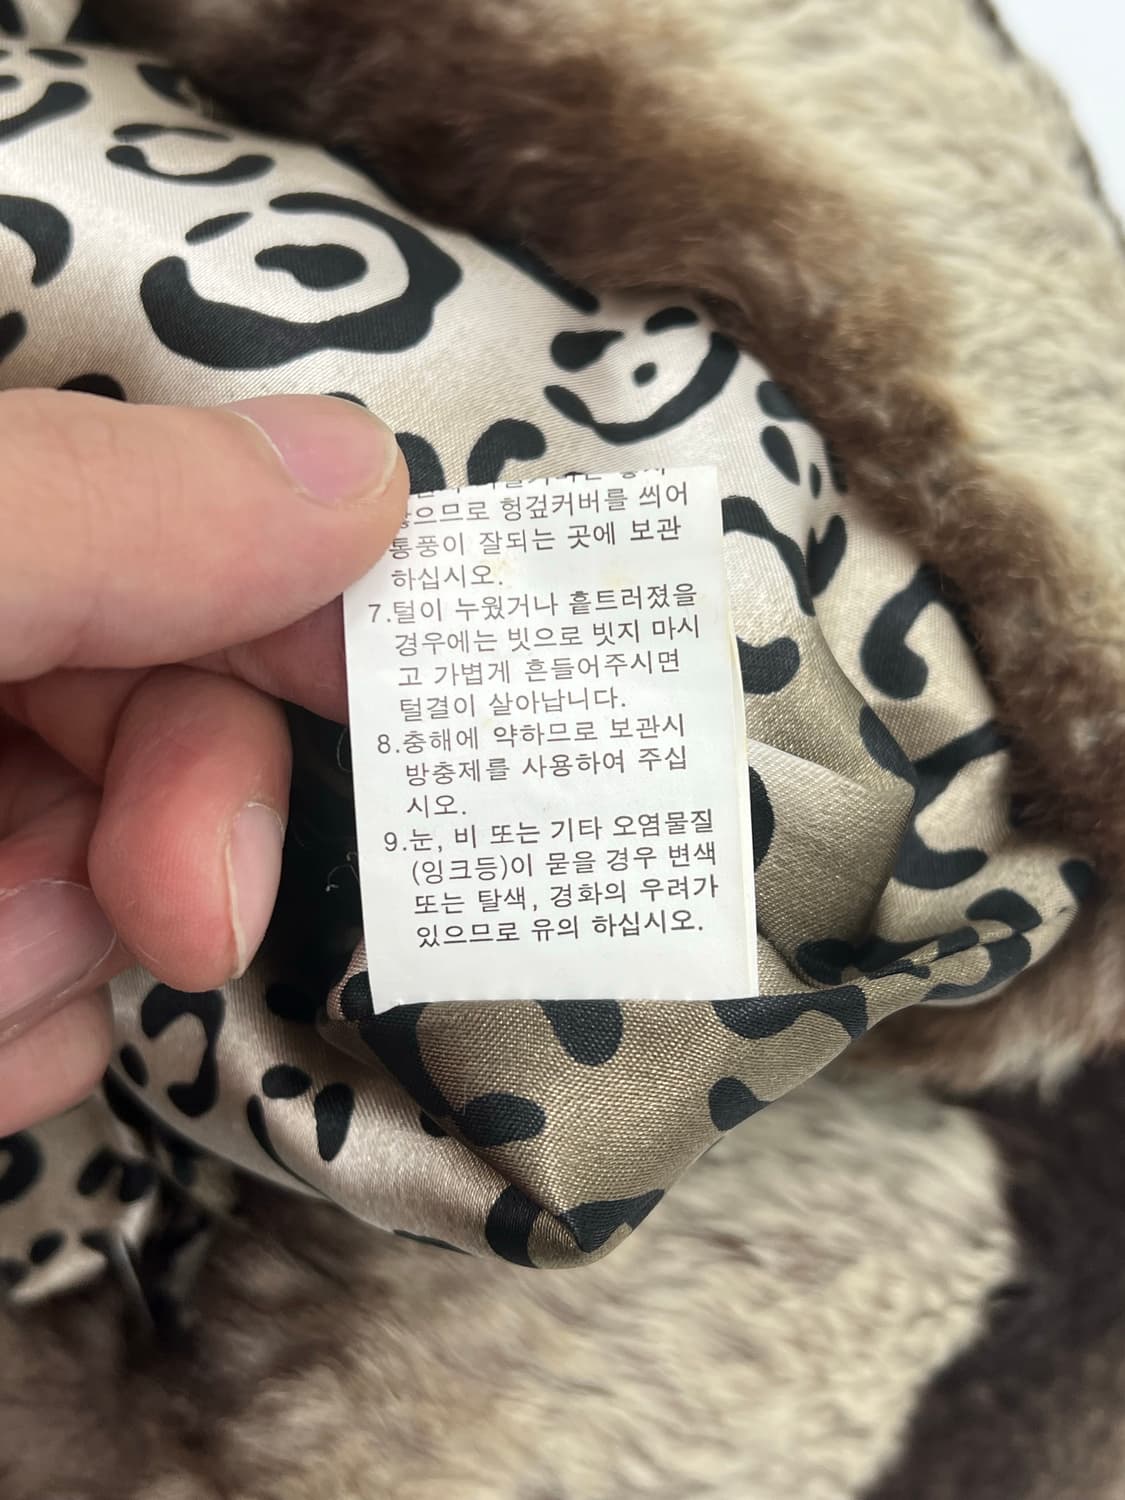 않으므로 헝겊커버를 씌어
통풍이 잘되는 곳에 보관
하십시오.
7.털이 누웠거나 흩트러졌을
경우에는 빗으로 빗지 마시
고 가볍게 흔들어주시면
털결이 살아납니다.
8.충해에 약하므로 보관시
방충제를 사용하여 주십
시오.
9.눈, 비 또는 기타 오염물질
(잉크등)이 묻을 경우 변색
또는 탈색, 경화의 우려가
있으므로 유의 하십시오.